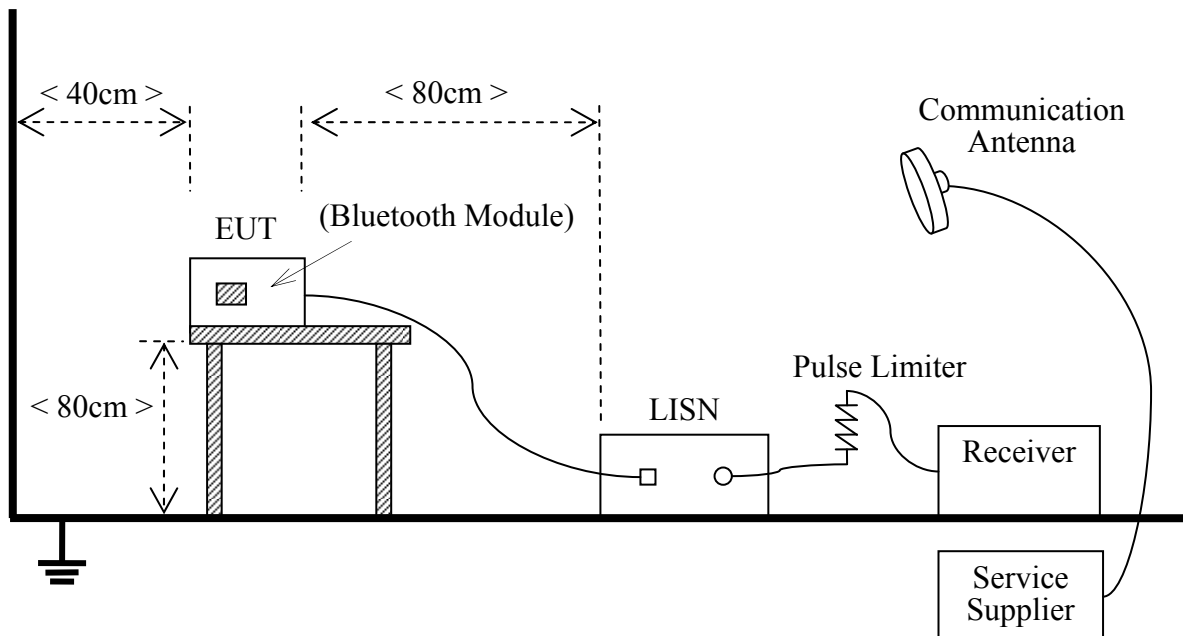 < 40cm >
< 80cm >
Communication
Antenna
(Bluetooth Module)
EUT
Pulse Limiter
< 80cm >
LISN
Receiver
Service
Supplier